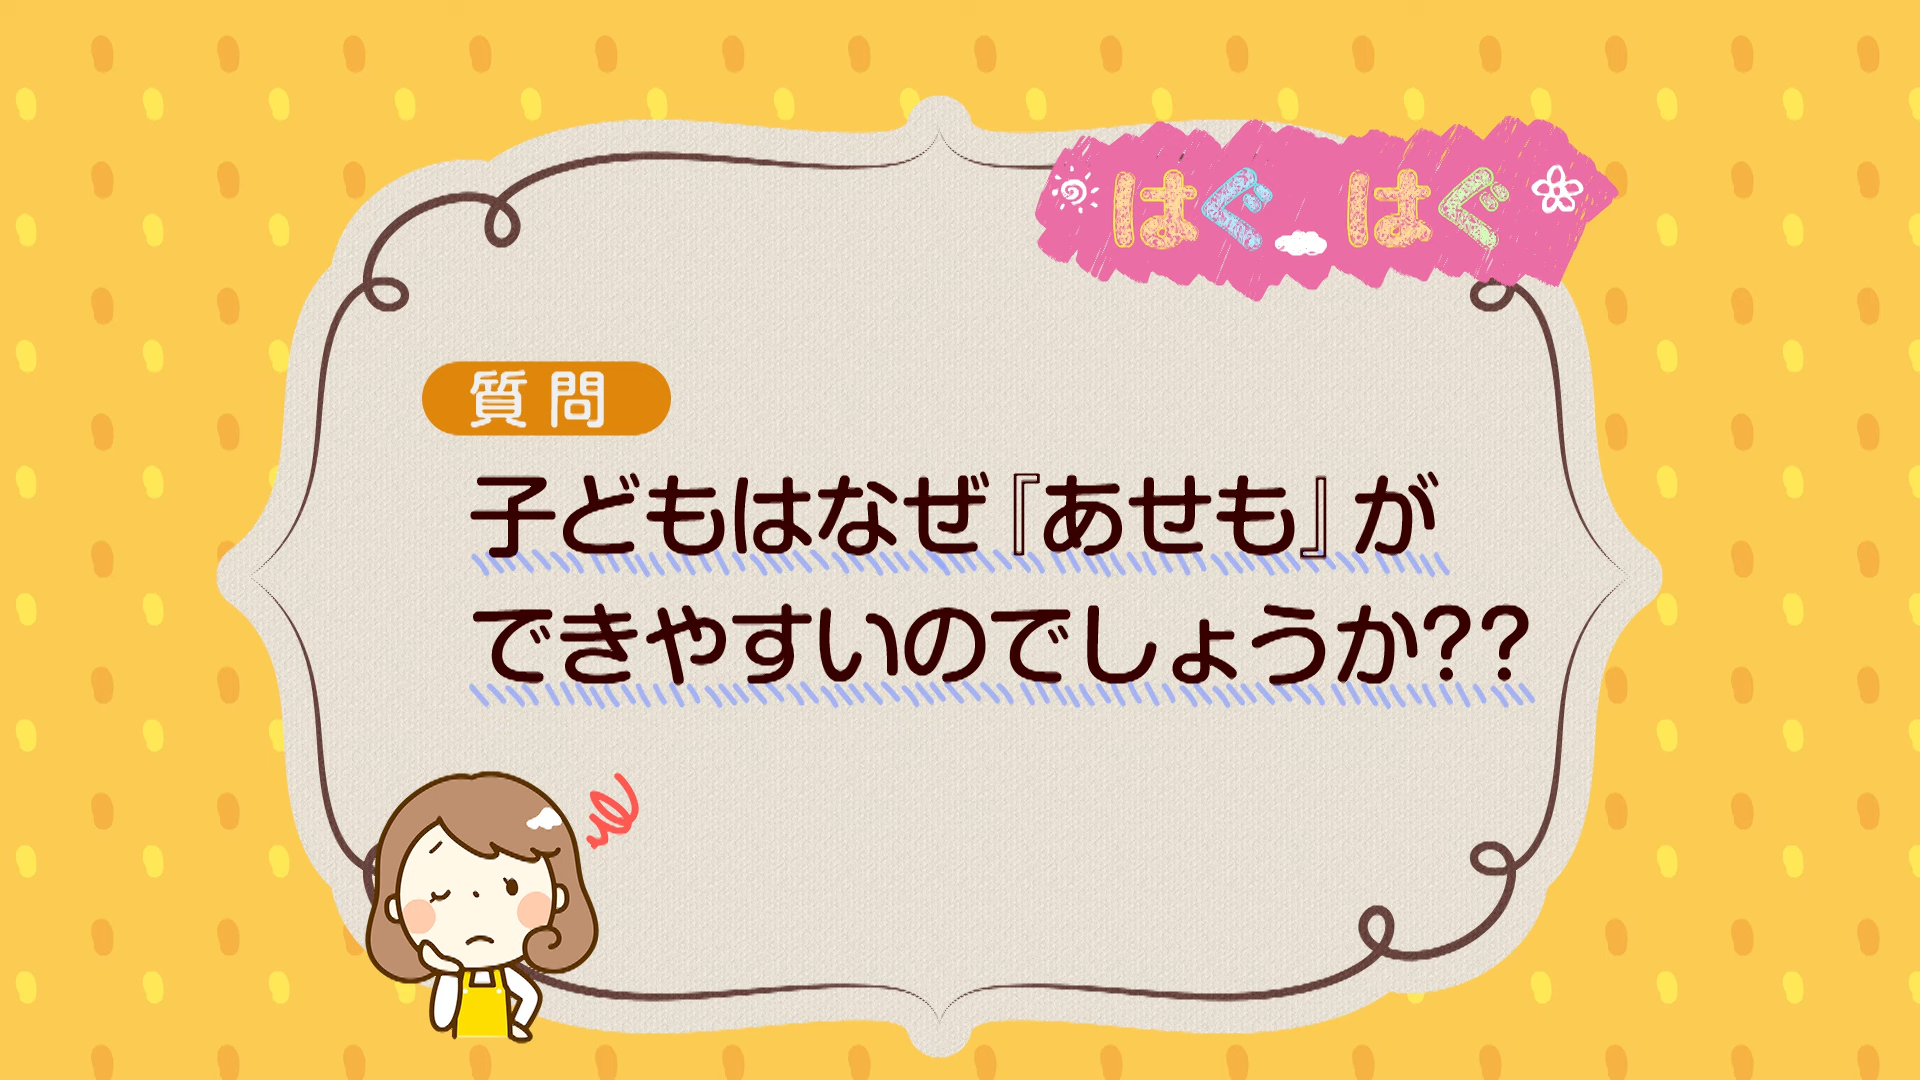 はぐはぐ
質問
子どもはなぜ『あせも』が
できやすいのでしょうか??